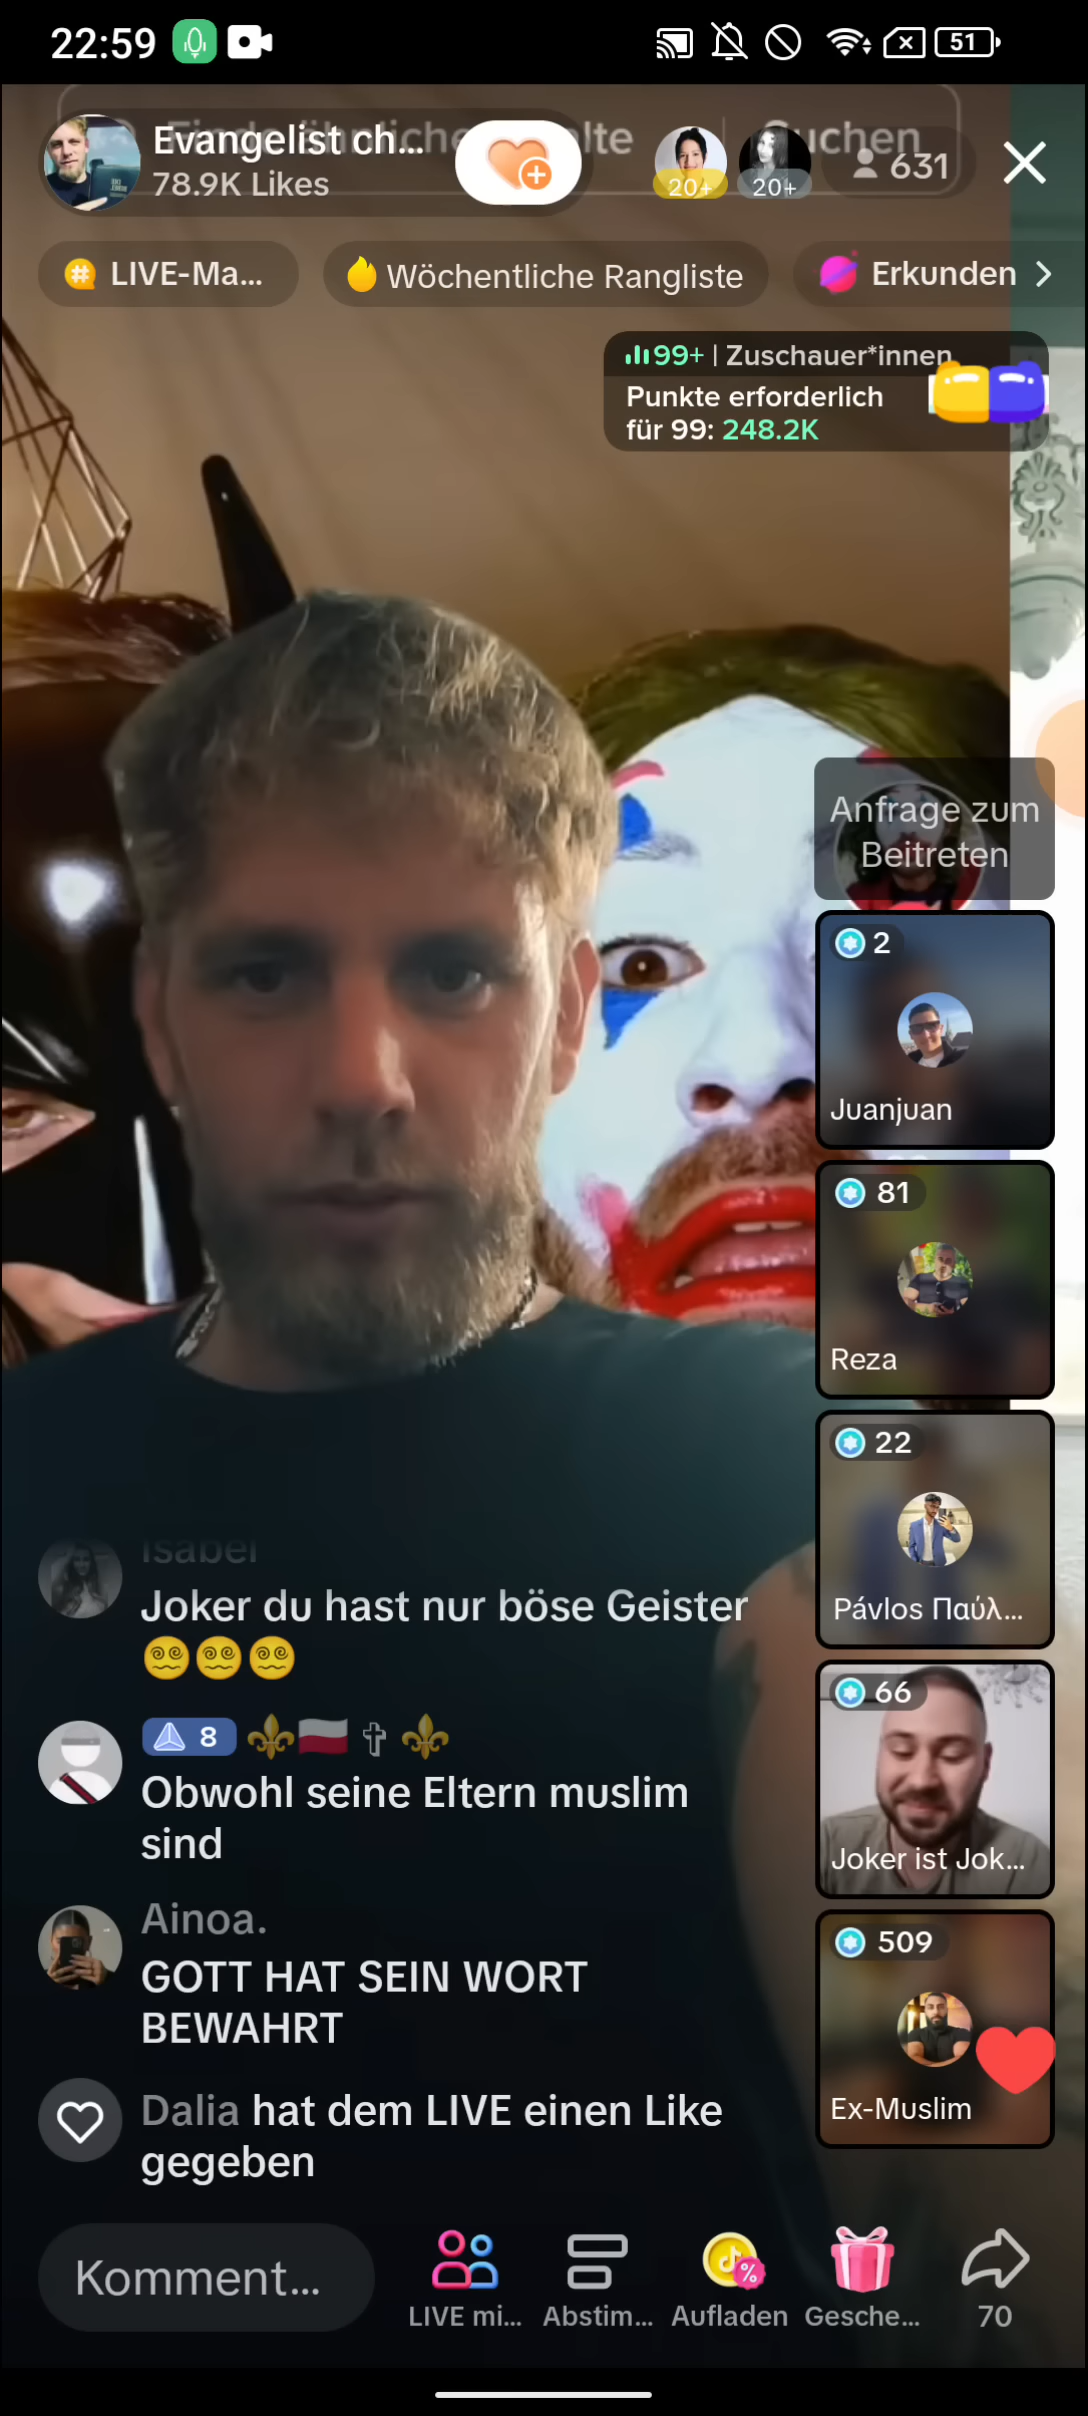 22:59
51
Evangelist ch...
78.9K Likes
20+
20+
631
Suchen
LIVE-Ma...
Wöchentliche Rangliste
Erkunden
99+ | Zuschauer*innen
Punkte erforderlich
für 99: 248.2K
Anfrage zum
Beitreten
2
Juanjuan
81
Reza
22
Pávlos Παύλ...
66
Joker ist Jok...
509
Ex-Muslim
Isabel
Joker du hast nur böse Geister
😵‍💫😵‍💫😵‍💫
8 ⚜️🇵🇱✞⚜️
Obwohl seine Eltern muslim
sind
Ainoa.
GOTT HAT SEIN WORT
BEWAHRT
Dalia hat dem LIVE einen Like
gegeben
Komment...
LIVE mi...
Abstim...
Aufladen
Gesche...
70